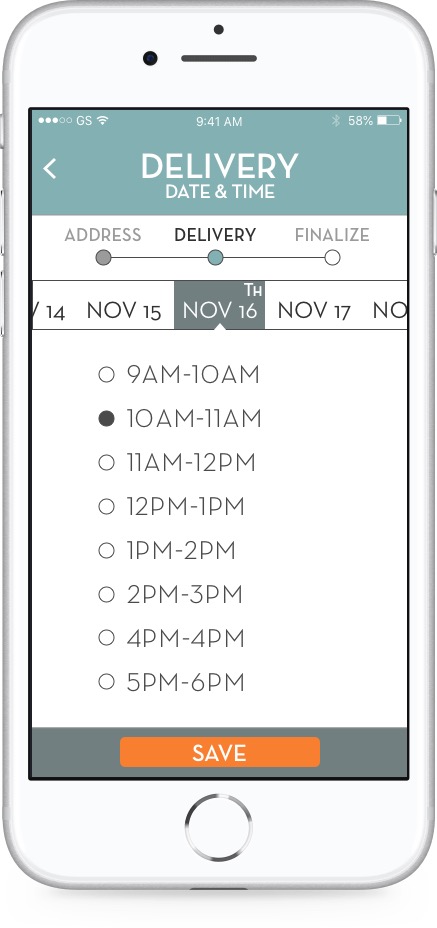 GS 9:41 AM 58%
DELIVERY
DATE & TIME
ADDRESS DELIVERY FINALIZE
/ 14 NOV 15 NOV 16 TH NOV 17 NO
9AM-10AM
10AM-11AM
11AM-12PM
12PM-1PM
1PM-2PM
2PM-3PM
4PM-4PM
5PM-6PM
SAVE